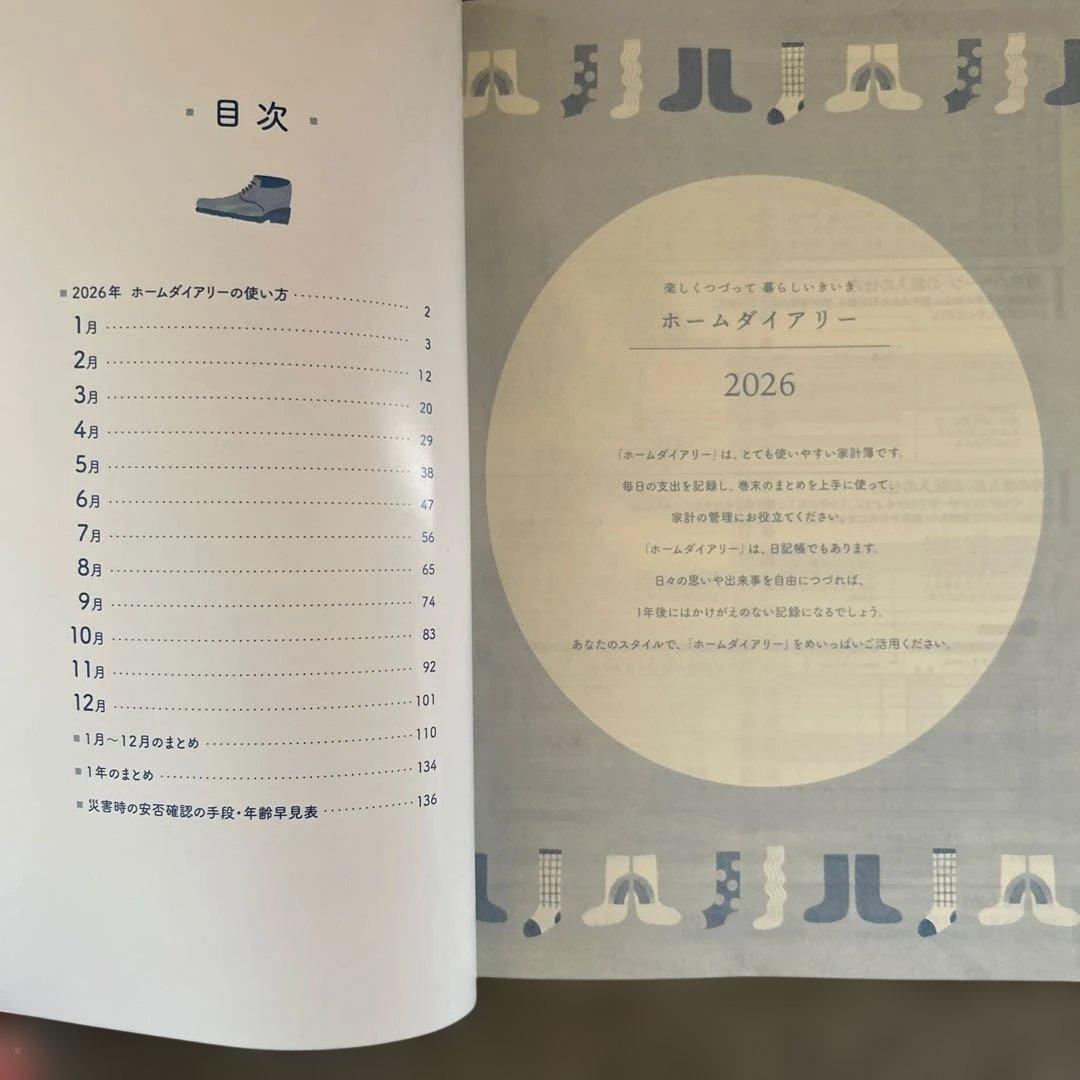 目次
2026年 ホームダイアリーの使い方 2
1月 3
2月 12
3月 20
4月 29
5月 38
6月 47
7月 56
8月 65
9月 74
10月 83
11月 92
12月 101
1月〜12月のまとめ 110
1年のまとめ 134
災害時の安否確認の手段・年齢早見表 136
楽しくつづって 暮らしいきいき
ホームダイアリー
2026
「ホームダイアリー」は、とても使いやすい家計簿です。
毎日の支出を記録し、巻末のまとめを上手に使って、
家計の管理にお役立てください。
「ホームダイアリー」は、日記帳でもあります。
日々の思いや出来事を自由につづれば、
1年後にはかけがえのない記録になるでしょう。
あなたのスタイルで、「ホームダイアリー」をめいっぱいご活用ください。